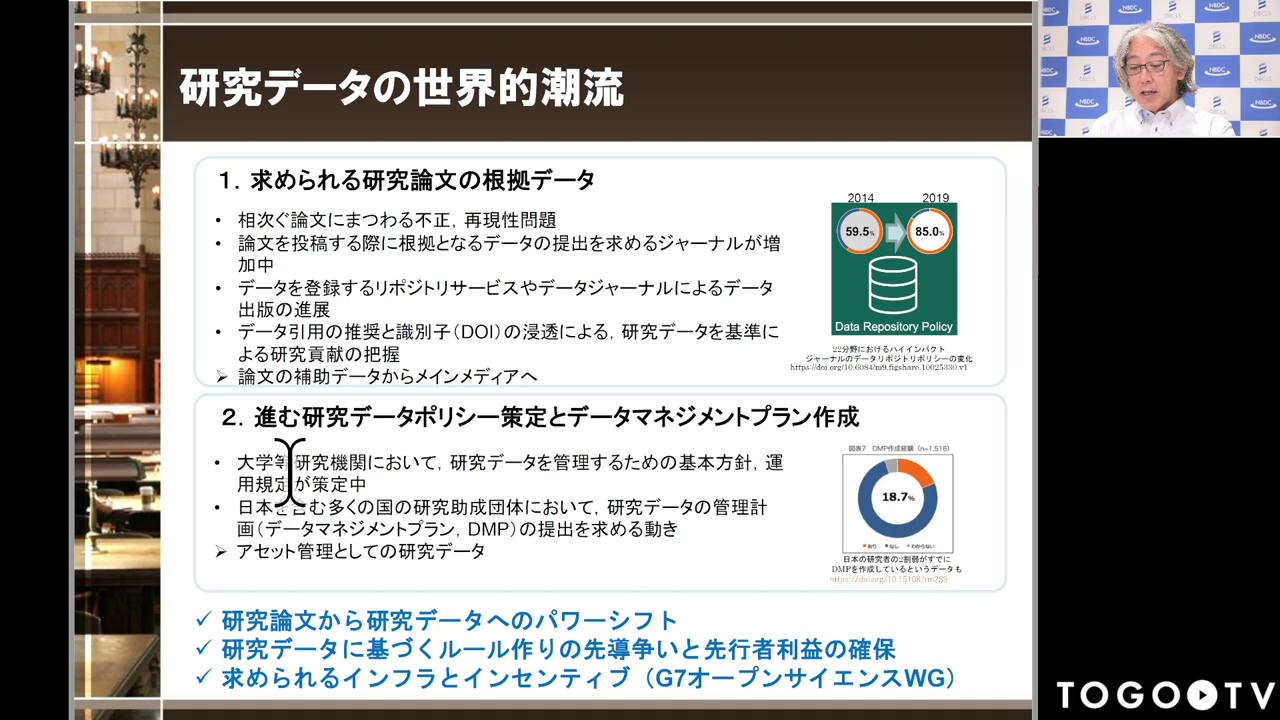 研究データの世界的潮流
NBDC
DBCLS
1．求められる研究論文の根拠データ
• 相次ぐ論文にまつわる不正，再現性問題
• 論文を投稿する際に根拠となるデータの提出を求めるジャーナルが増
加中
• データを登録するリポジトリサービスやデータジャーナルによるデータ
出版の進展
• データ引用の推奨と識別子（DOI）の浸透による，研究データを基準に
よる研究貢献の把握
➢ 論文の補助データからメインメディアへ
2014 2019
59.5% 85.0%
Data Repository Policy
22分野におけるハイインパクト
ジャーナルのデータリポジトリポリシーの変化
https://doi.org/10.6084/m9.figshare.10025330.v1
2．進む研究データポリシー策定とデータマネジメントプラン作成
• 大学等研究機関において，研究データを管理するための基本方針，運
用規定が策定中
• 日本を含む多くの国の研究助成団体において，研究データの管理計
画（データマネジメントプラン，DMP）の提出を求める動き
➢ アセット管理としての研究データ
図表7 DMP作成経験（n=1,516）
18.7%
■あり ■なし ■わからない
日本の研究者の2割弱がすでに
DMPを作成しているというデータも
https://doi.org/10.15108/rm289
✓ 研究論文から研究データへのパワーシフト
✓ 研究データに基づくルール作りの先導争いと先行者利益の確保
✓ 求められるインフラとインセンティブ（G7オープンサイエンスWG）
TOGO TV